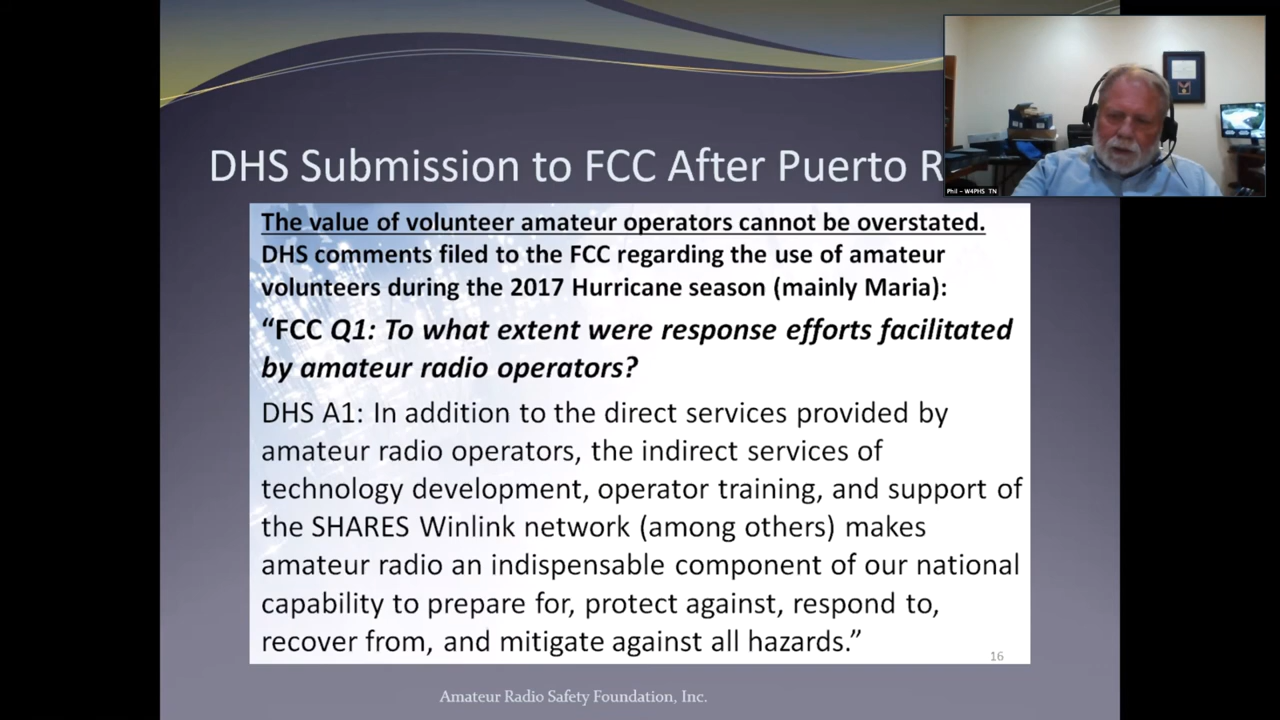 DHS Submission to FCC After Puerto R
Phil - W4PHS TN
The value of volunteer amateur operators cannot be overstated.
DHS comments filed to the FCC regarding the use of amateur
volunteers during the 2017 Hurricane season (mainly Maria):
“FCC Q1: To what extent were response efforts facilitated
by amateur radio operators?
DHS A1: In addition to the direct services provided by
amateur radio operators, the indirect services of
technology development, operator training, and support of
the SHARES Winlink network (among others) makes
amateur radio an indispensable component of our national
capability to prepare for, protect against, respond to,
recover from, and mitigate against all hazards.”
16
Amateur Radio Safety Foundation, Inc.